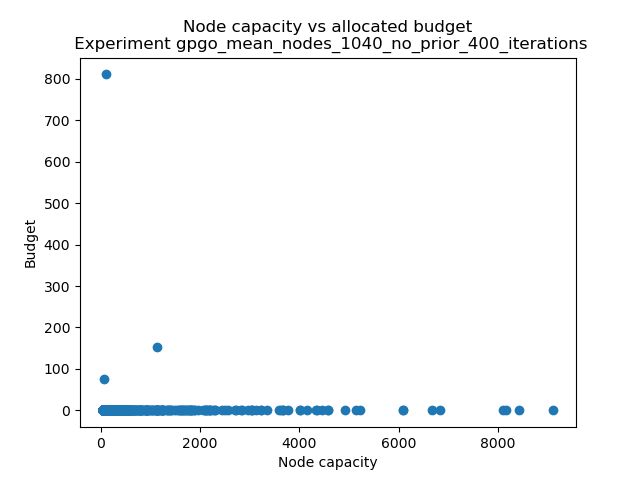 Node capacity vs allocated budget
Experiment gpgo_mean_nodes_1040_no_prior_400_iterations
800
700
600
500
400
300
200
100
0
Budget
0 2000 4000 6000 8000
Node capacity